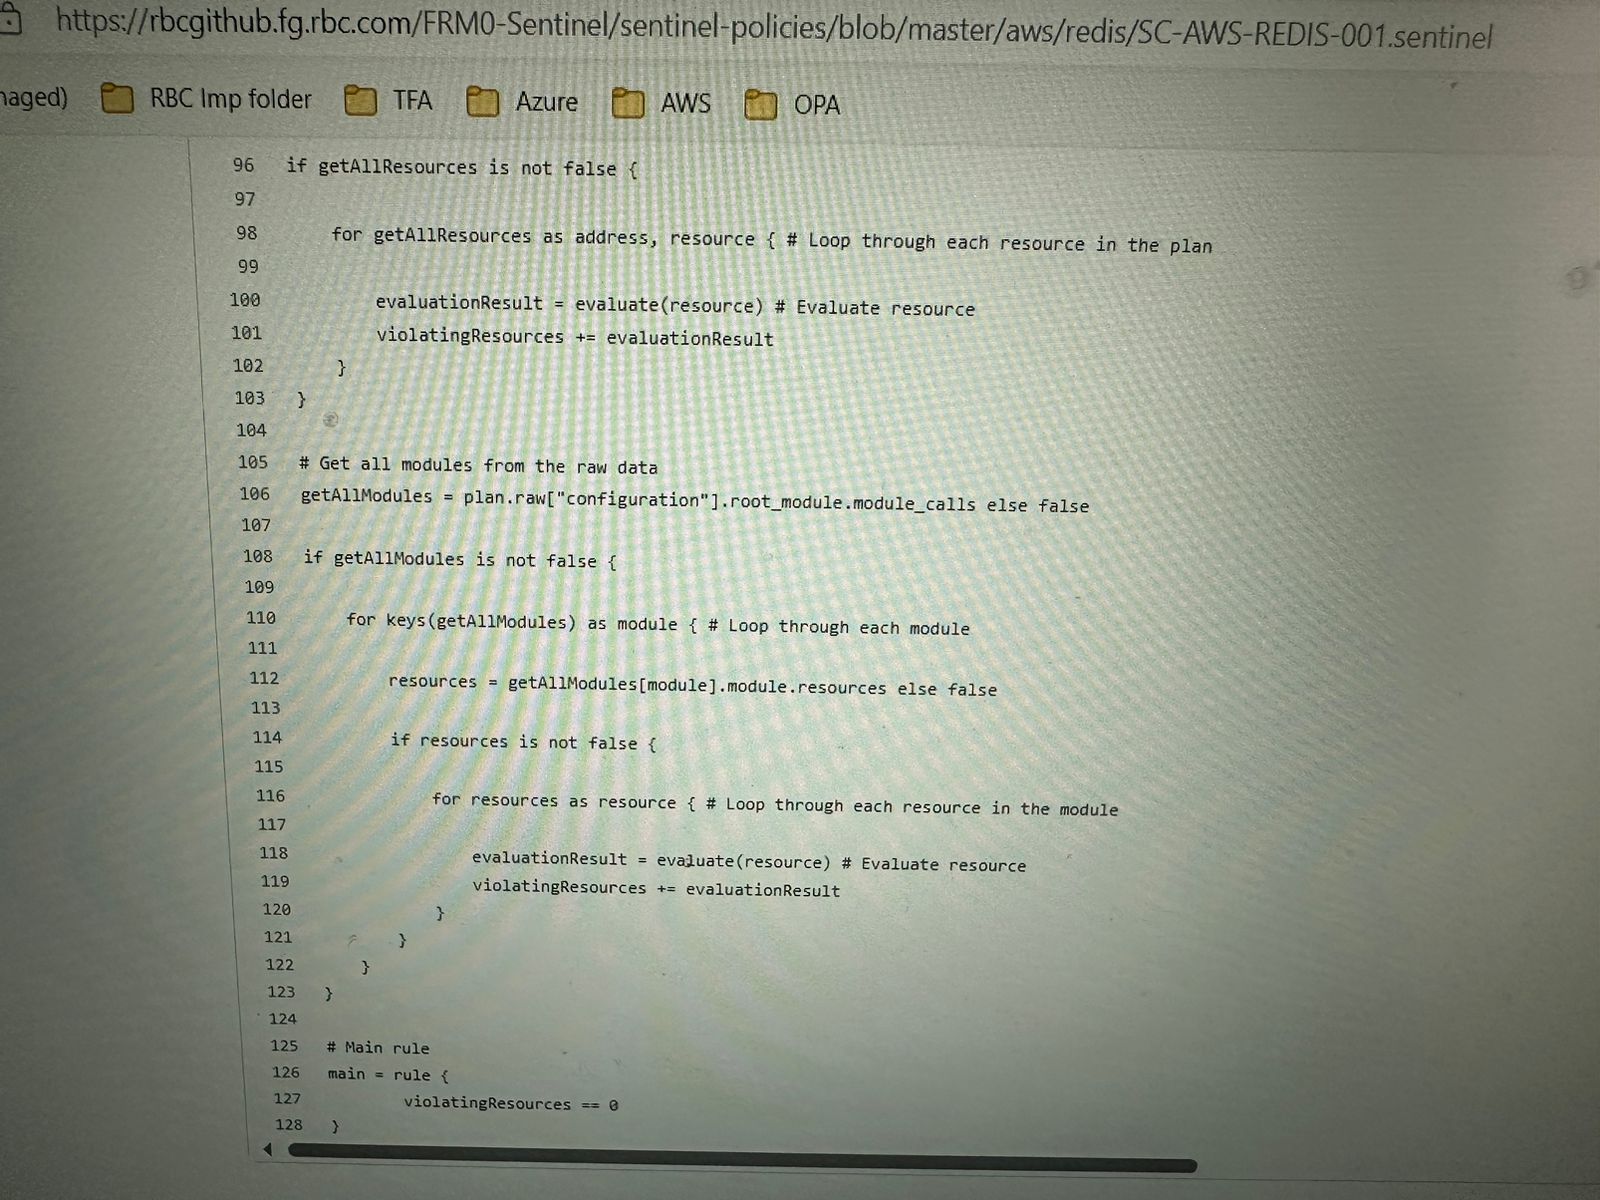 https://rbcgithub.fg.rbc.com/FRM0-Sentinel/sentinel-policies/blob/master/aws/redis/SC-AWS-REDIS-001.sentinel
naged) RBC Imp folder TFA Azure AWS OPA
96 if getAllResources is not false {
97
98 for getAllResources as address, resource { # Loop through each resource in the plan
99
100 evaluationResult = evaluate(resource) # Evaluate resource
101 violatingResources += evaluationResult
102 }
103 }
104
105 # Get all modules from the raw data
106 getAllModules = plan.raw["configuration"].root_module.module_calls else false
107
108 if getAllModules is not false {
109
110 for keys(getAllModules) as module { # Loop through each module
111
112 resources = getAllModules[module].module.resources else false
113
114 if resources is not false {
115
116 for resources as resource { # Loop through each resource in the module
117
118 evaluationResult = evaluate(resource) # Evaluate resource
119 violatingResources += evaluationResult
120 }
121 }
122 }
123 }
124
125 # Main rule
126 main = rule {
127 violatingResources == 0
128 }